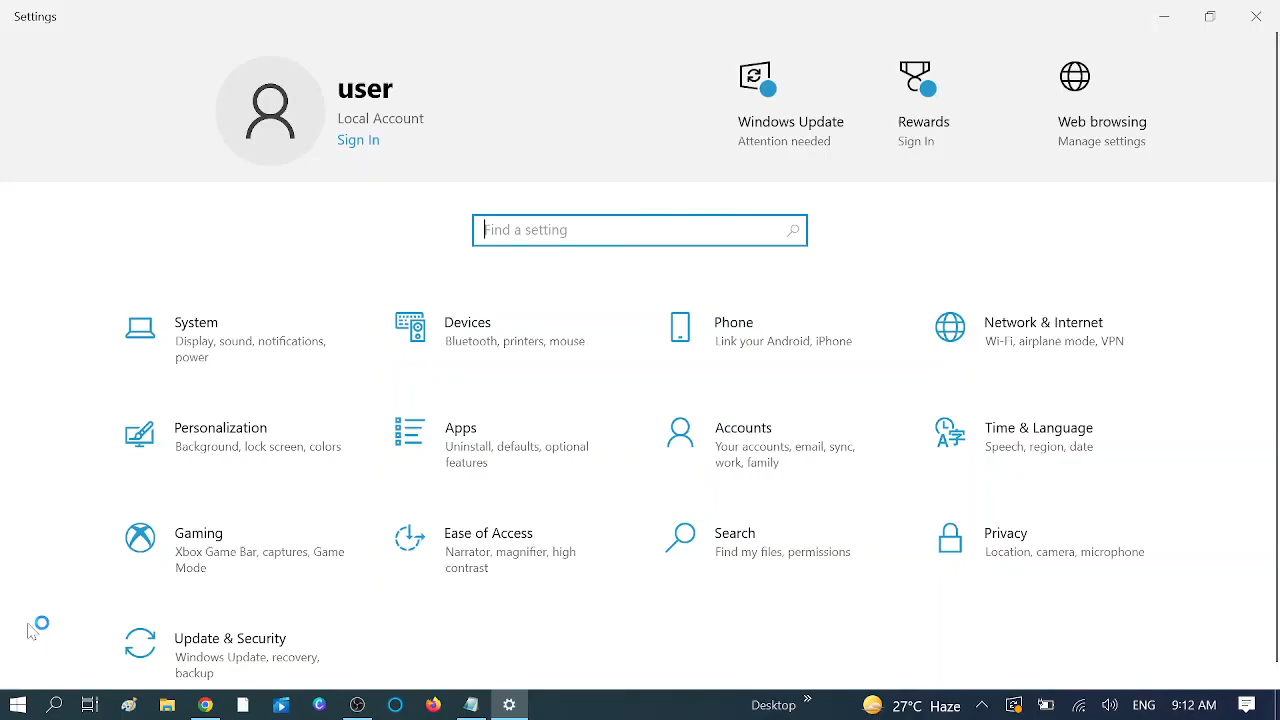 Settings
user
Local Account
Sign In
Windows Update
Attention needed
Rewards
Sign In
Web browsing
Manage settings
Find a setting
System
Display, sound, notifications,
power
Devices
Bluetooth, printers, mouse
Phone
Link your Android, iPhone
Network & Internet
Wi-Fi, airplane mode, VPN
Personalization
Background, lock screen, colors
Apps
Uninstall, defaults, optional
features
Accounts
Your accounts, email, sync,
work, family
Time & Language
Speech, region, date
Gaming
Xbox Game Bar, captures, Game
Mode
Ease of Access
Narrator, magnifier, high
contrast
Search
Find my files, permissions
Privacy
Location, camera, microphone
Update & Security
Windows Update, recovery,
backup
Desktop » 27°C Haze ENG 9:12 AM